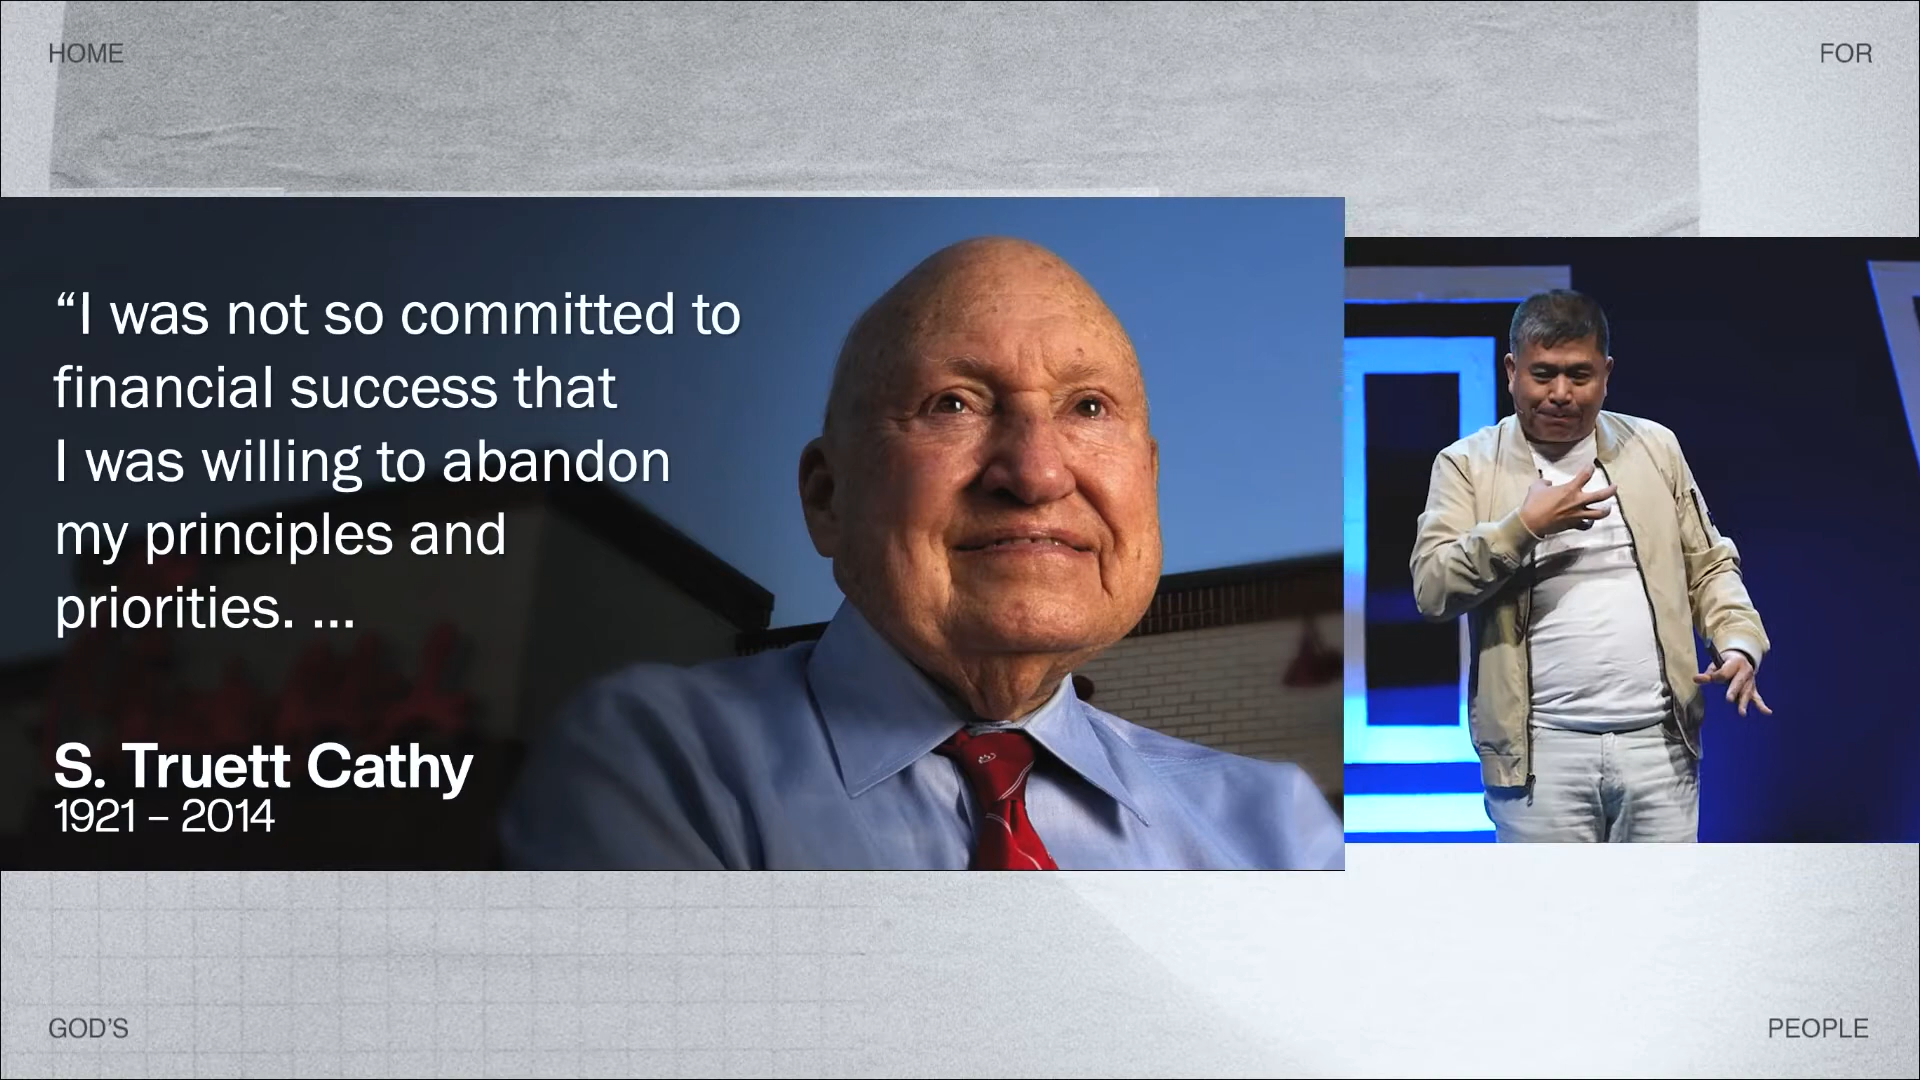 HOME
FOR
“I was not so committed to
financial success that
I was willing to abandon
my principles and
priorities. ...
S. Truett Cathy
1921 – 2014
GOD’S
PEOPLE